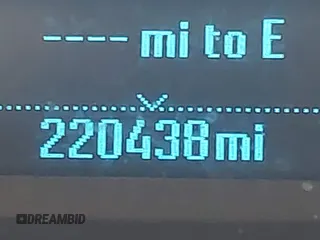 ---- mi to E
220438mi
DREAMBID